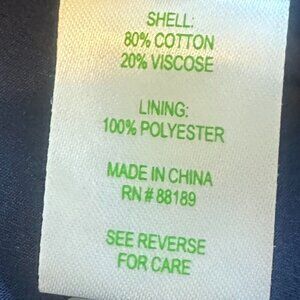 SHELL:
80% COTTON
20% VISCOSE
LINING:
100% POLYESTER
MADE IN CHINA
RN # 88189
SEE REVERSE
FOR CARE